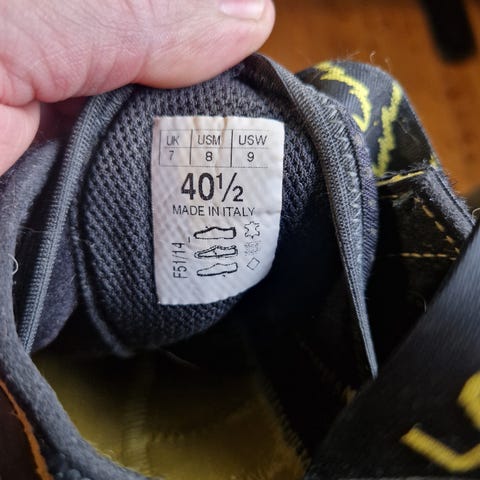 UK USM USW
7 8 9
40½
MADE IN ITALY
F51/14